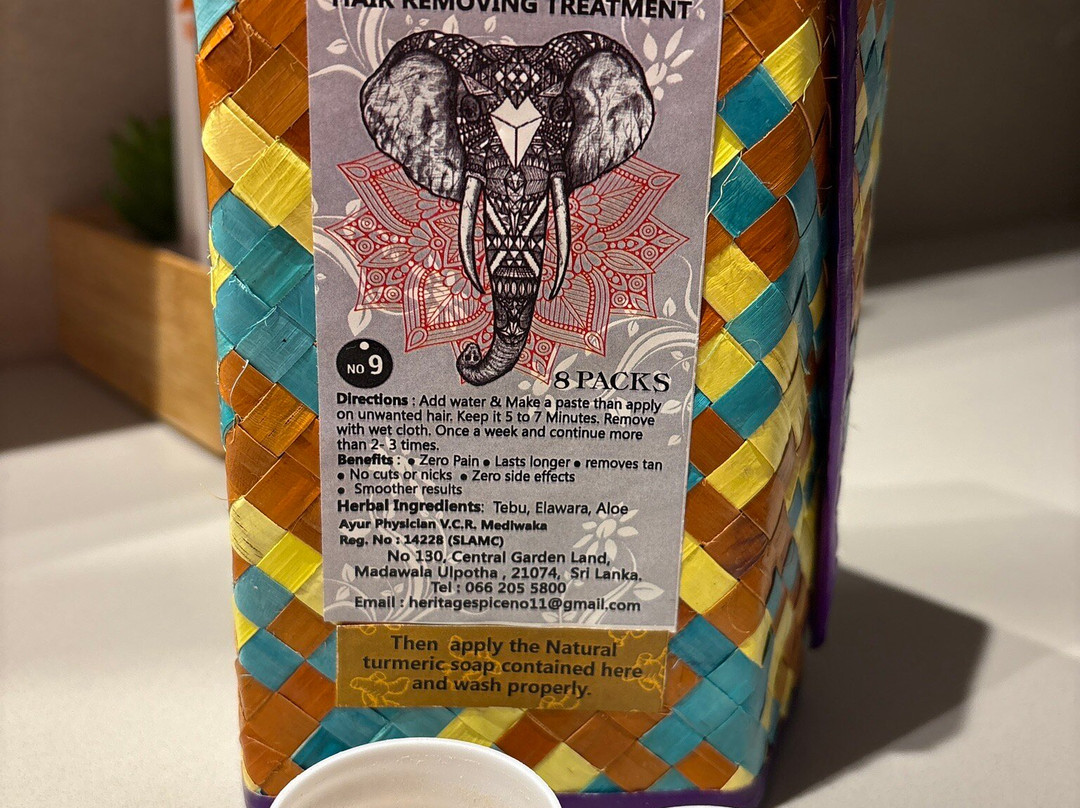 HAIR REMOVING TREATMENT
NO 9
8 PACKS
Directions : Add water & Make a paste than apply
on unwanted hair. Keep it 5 to 7 Minutes. Remove
with wet cloth. Once a week and continue more
than 2- 3 times.
Benefits : • Zero Pain • Lasts longer • removes tan
• No cuts or nicks • Zero side effects
• Smoother results
Herbal Ingredients: Tebu, Elawara, Aloe
Ayur Physician V.C.R. Mediwaka
Reg. No : 14228 (SLAMC)
No 130, Central Garden Land,
Madawala Ulpotha , 21074, Sri Lanka.
Tel : 066 205 5800
Email : heritagespiceno11@gmail.com
Then apply the Natural
turmeric soap contained here
and wash properly.